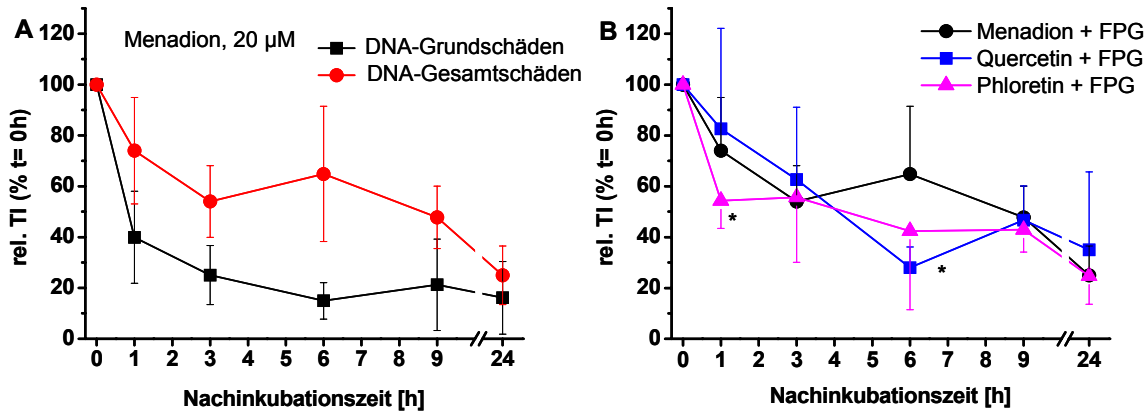 A
Menadion, 20 µM
DNA-Grundschäden
DNA-Gesamtschäden
rel. TI (% t= 0h)
120
100
80
60
40
20
0
0 1 2 3 4 5 6 7 8 9 24
Nachinkubationszeit [h]
B
Menadion + FPG
Quercetin + FPG
Phloretin + FPG
rel. TI (% t= 0h)
120
100
80
60
40
20
0
*
*
0 1 2 3 4 5 6 7 8 9 24
Nachinkubationszeit [h]